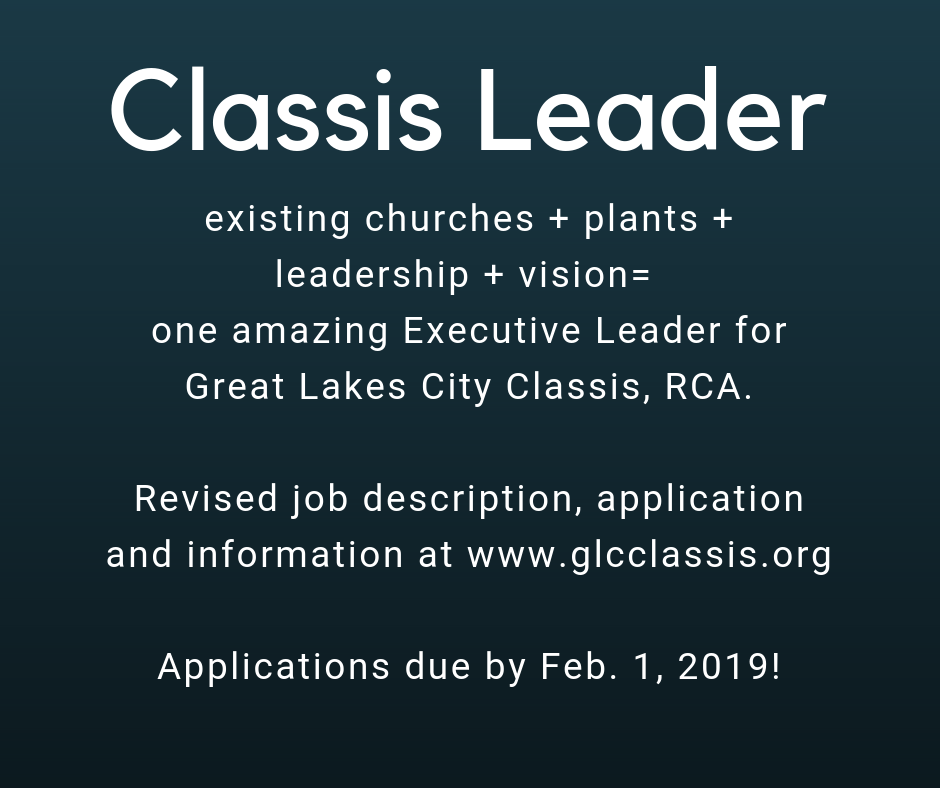 Classis Leader
existing churches + plants +
leadership + vision=
one amazing Executive Leader for
Great Lakes City Classis, RCA.
Revised job description, application
and information at www.glcclassis.org
Applications due by Feb. 1, 2019!